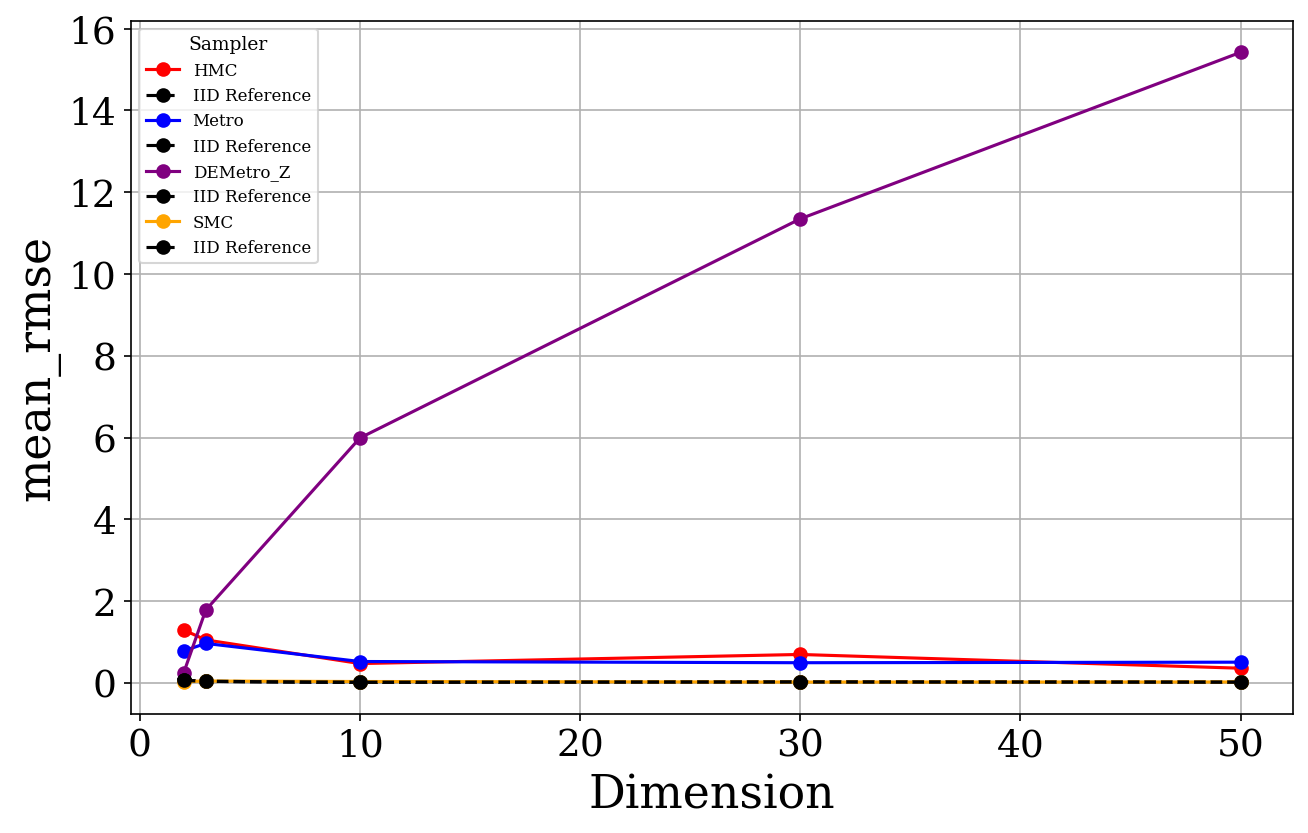 16
14
12
10
8
6
4
2
0
mean_rmse
Sampler
HMC
IID Reference
Metro
IID Reference
DEMetro_Z
IID Reference
SMC
IID Reference
0 10 20 30 40 50
Dimension